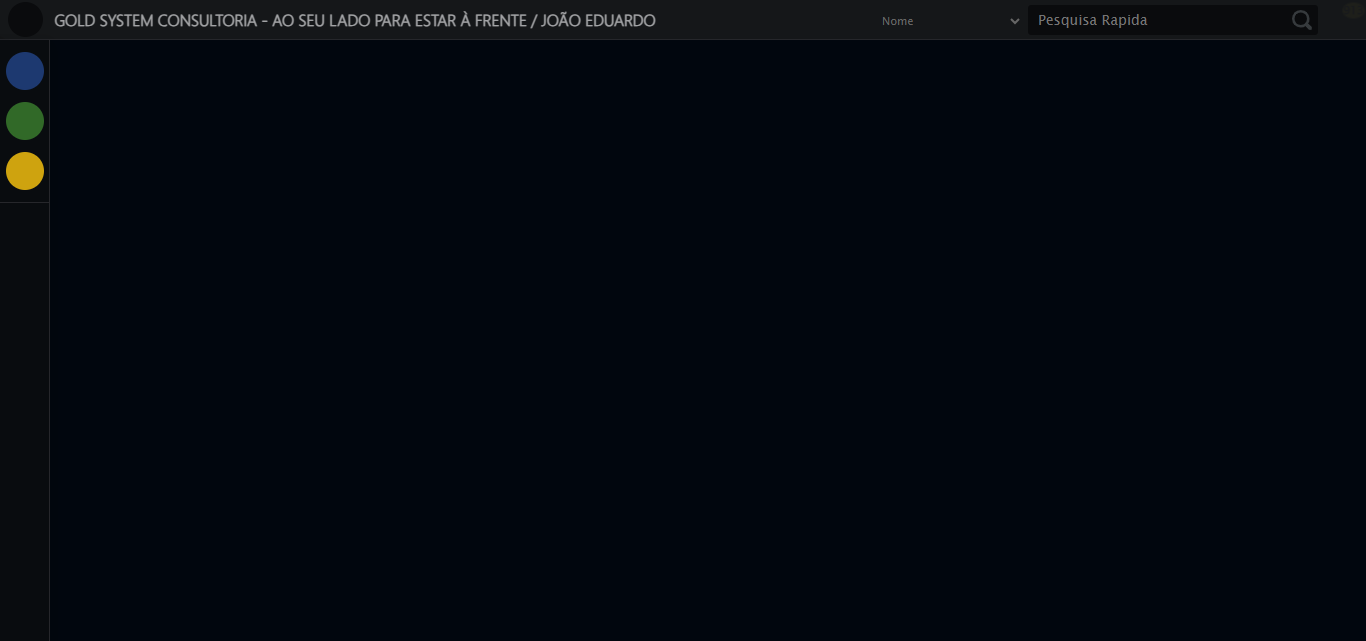 GOLD SYSTEM CONSULTORIA - AO SEU LADO PARA ESTAR À FRENTE / JOÃO EDUARDO
Nome
Pesquisa Rapida